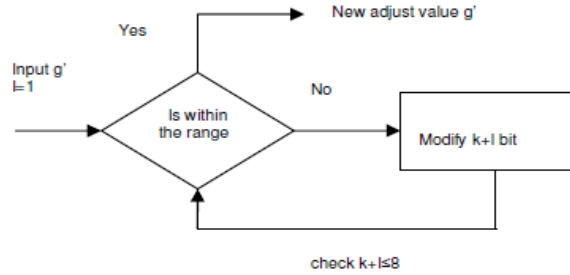 Yes
New adjust value g’
Input g’
I=1
No
Is within
the range
Modify k+I bit
check k+I≤8